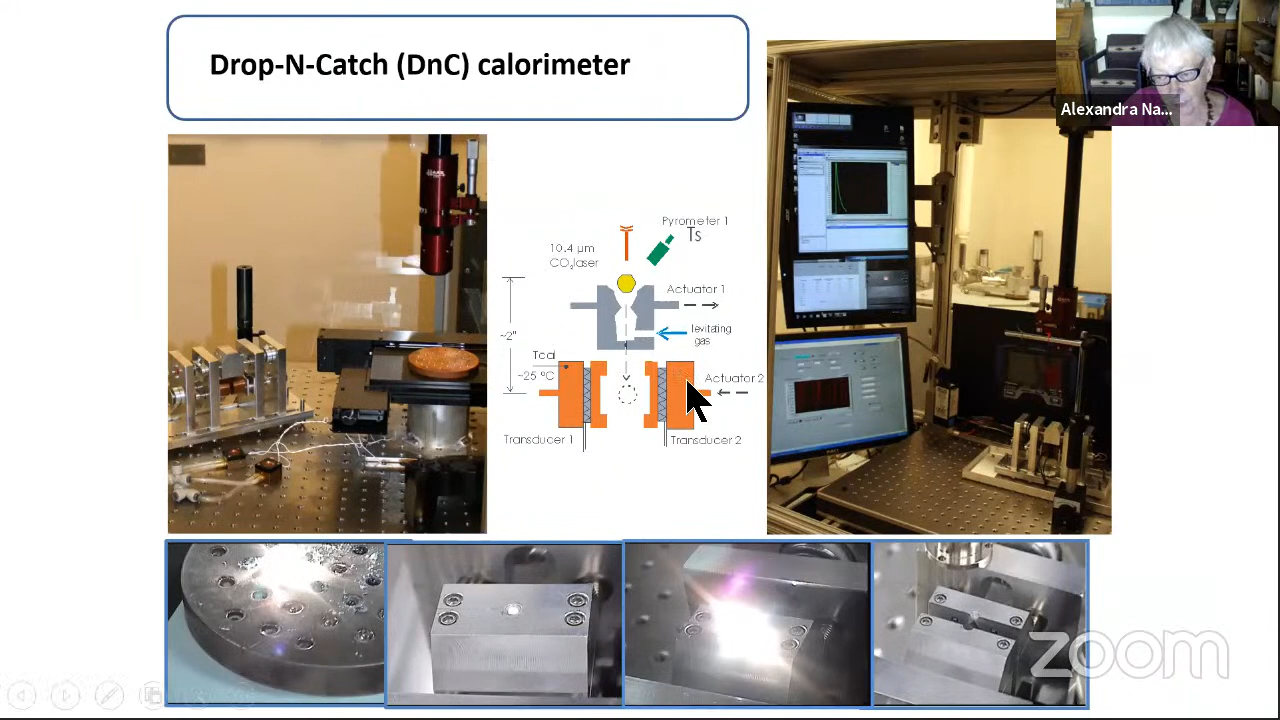 Drop-N-Catch (DnC) calorimeter
Alexandra Na...
Pyrometer 1
Ts
10.4 µm
CO₂laser
Actuator 1
levitating
gas
~2"
Tcal
~25 °C
Actuator 2
Transducer 1
Transducer 2
zoom